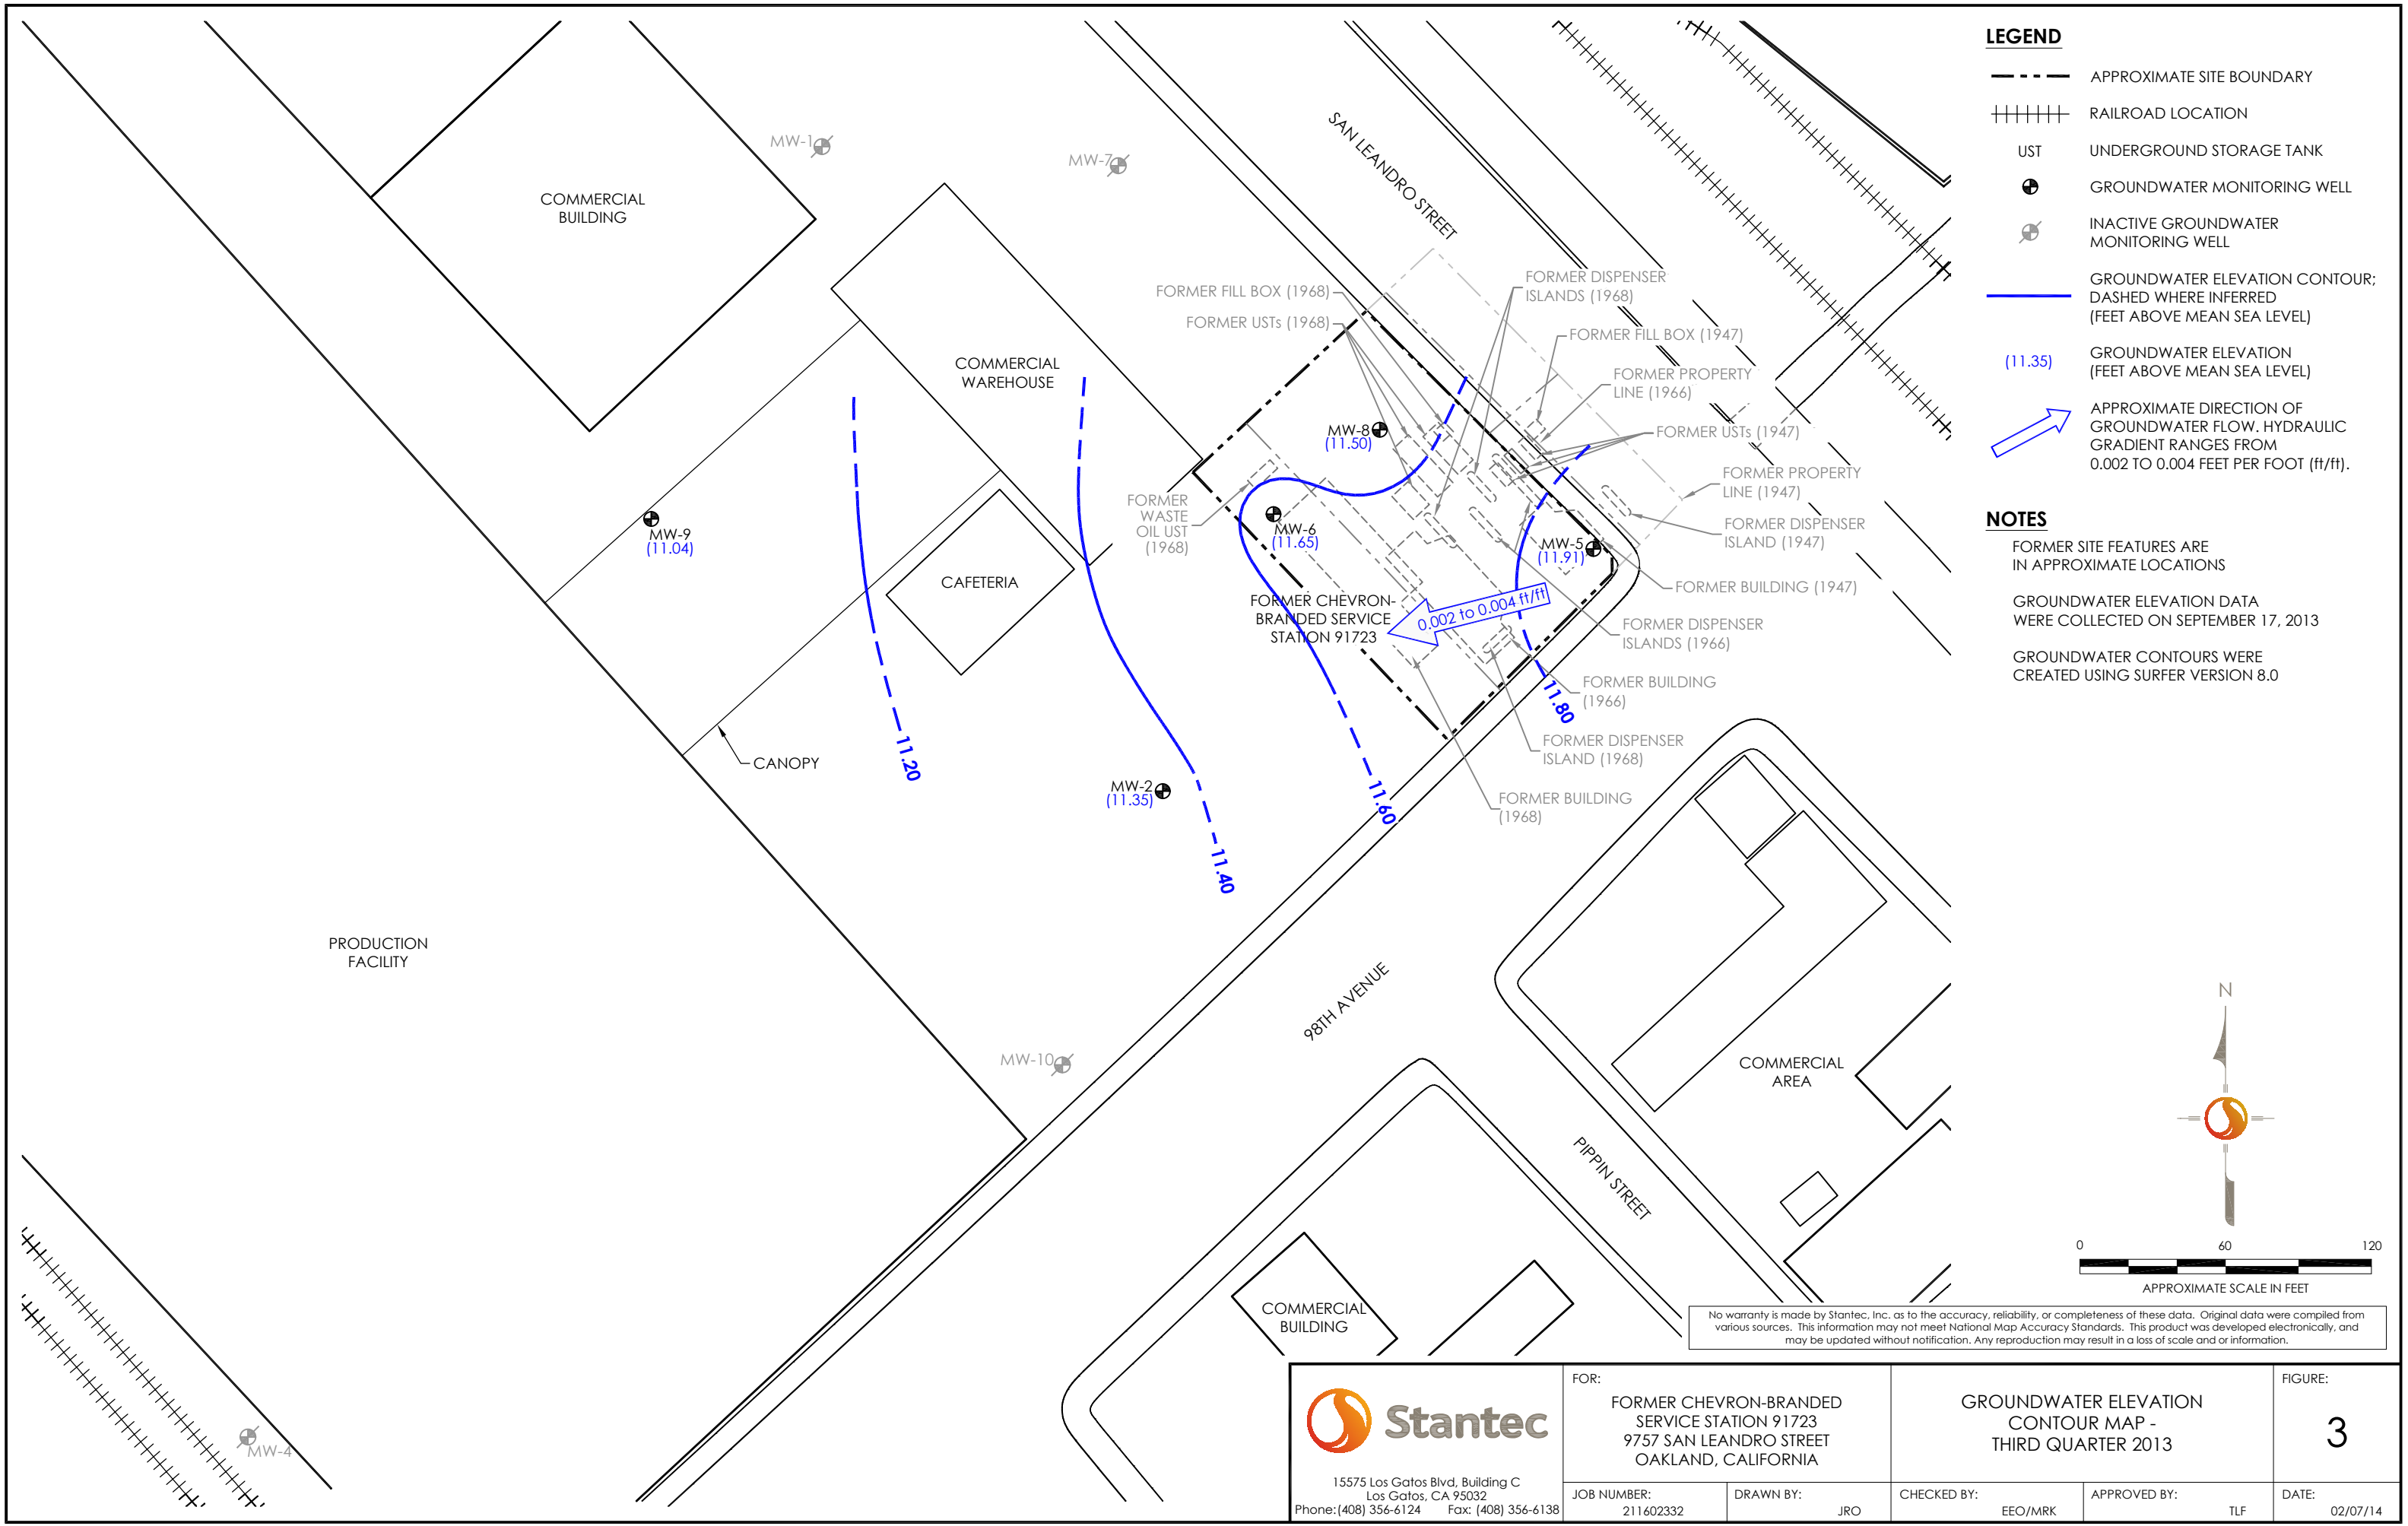 LEGEND
APPROXIMATE SITE BOUNDARY
RAILROAD LOCATION
UST
UNDERGROUND STORAGE TANK
GROUNDWATER MONITORING WELL
INACTIVE GROUNDWATER
MONITORING WELL
GROUNDWATER ELEVATION CONTOUR;
DASHED WHERE INFERRED
(FEET ABOVE MEAN SEA LEVEL)
(11.35)
GROUNDWATER ELEVATION
(FEET ABOVE MEAN SEA LEVEL)
APPROXIMATE DIRECTION OF
GROUNDWATER FLOW. HYDRAULIC
GRADIENT RANGES FROM
0.002 TO 0.004 FEET PER FOOT (ft/ft).
NOTES
FORMER SITE FEATURES ARE
IN APPROXIMATE LOCATIONS
GROUNDWATER ELEVATION DATA
WERE COLLECTED ON SEPTEMBER 17, 2013
GROUNDWATER CONTOURS WERE
CREATED USING SURFER VERSION 8.0
MW-1
MW-7
SAN LEANDRO STREET
COMMERCIAL
BUILDING
COMMERCIAL
WAREHOUSE
FORMER FILL BOX (1968)
FORMER USTs (1968)
FORMER DISPENSER
ISLANDS (1968)
FORMER FILL BOX (1947)
FORMER PROPERTY
LINE (1966)
FORMER USTs (1947)
FORMER PROPERTY
LINE (1947)
FORMER DISPENSER
ISLAND (1947)
FORMER BUILDING (1947)
FORMER DISPENSER
ISLANDS (1966)
FORMER BUILDING
(1966)
FORMER DISPENSER
ISLAND (1968)
FORMER BUILDING
(1968)
FORMER
WASTE
OIL UST
(1968)
MW-8
(11.50)
MW-6
(11.65)
MW-5
(11.91)
MW-9
(11.04)
CAFETERIA
FORMER CHEVRON-
BRANDED SERVICE
STATION 91723
0.002 to 0.004 ft/ft
CANOPY
MW-2
(11.35)
11.20
11.40
11.60
11.80
PRODUCTION
FACILITY
98TH AVENUE
MW-10
COMMERCIAL
AREA
PIPPIN STREET
COMMERCIAL
BUILDING
MW-4
N
0 60 120
APPROXIMATE SCALE IN FEET
No warranty is made by Stantec, Inc. as to the accuracy, reliability, or completeness of these data. Original data were compiled from
various sources. This information may not meet National Map Accuracy Standards. This product was developed electronically, and
may be updated without notification. Any reproduction may result in a loss of scale and or information.
Stantec
15575 Los Gatos Blvd, Building C
Los Gatos, CA 95032
Phone: (408) 356-6124 Fax: (408) 356-6138
FOR:
FORMER CHEVRON-BRANDED
SERVICE STATION 91723
9757 SAN LEANDRO STREET
OAKLAND, CALIFORNIA
GROUNDWATER ELEVATION
CONTOUR MAP -
THIRD QUARTER 2013
FIGURE:
3
JOB NUMBER:
211602332
DRAWN BY:
JRO
CHECKED BY:
EEO/MRK
APPROVED BY:
TLF
DATE:
02/07/14